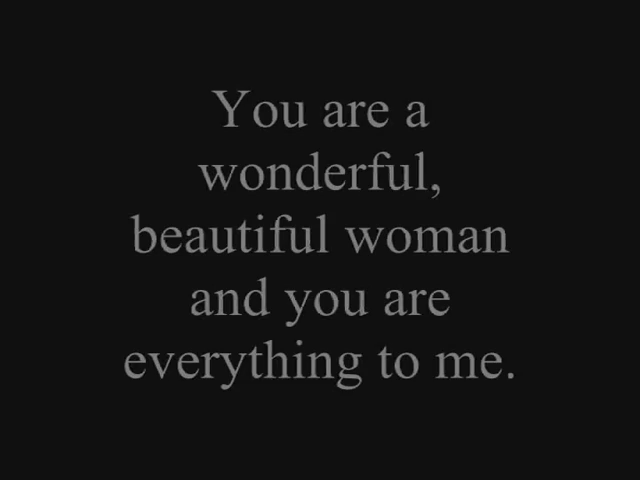 You are a
wonderful,
beautiful woman
and you are
everything to me.